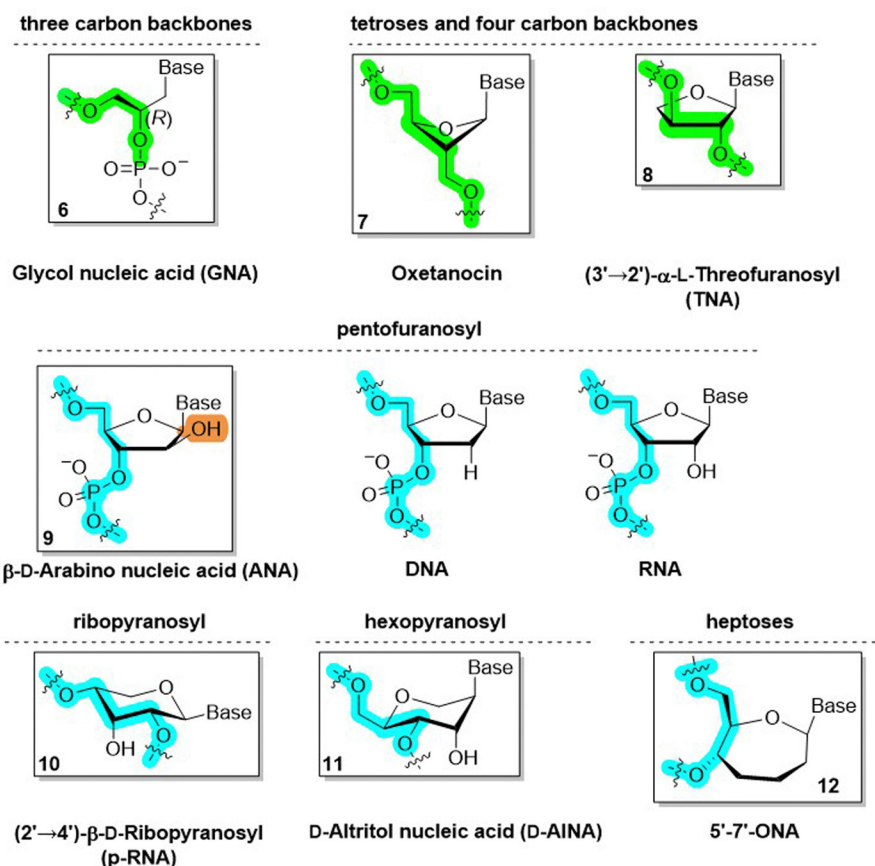 three carbon backbones
tetroses and four carbon backbones
Base
O
(R)
O
O=P–O⁻
O
6
Base
O
O
O
7
O
O
Base
O
8
Glycol nucleic acid (GNA)
Oxetanocin
(3'→2')-α-L-Threofuranosyl
(TNA)
pentofuranosyl
O
O
Base
OH
⁻O
O
O=P
O
9
O
O
Base
⁻O
O
H
O=P
O
O
O
Base
⁻O
O
OH
O=P
O
β-D-Arabino nucleic acid (ANA)
DNA
RNA
ribopyranosyl
hexopyranosyl
heptoses
O
O
Base
OH
O
10
Base
O
O
O
OH
11
O
O
Base
O
12
(2'→4')-β-D-Ribopyranosyl
(p-RNA)
D-Altritol nucleic acid (D-AlNA)
5'-7'-ONA